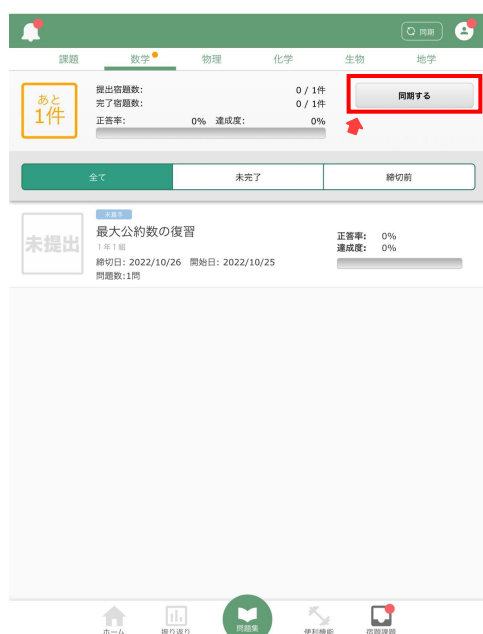 同期
課題 数学 物理 化学 生物 地学
あと
1件
提出宿題数: 0 / 1件
完了宿題数: 0 / 1件
正答率: 0% 達成度: 0%
同期する
全て 未完了 締切前
未提出
未着手
最大公約数の復習
1年1組
締切日: 2022/10/26 開始日: 2022/10/25
問題数:1問
正答率: 0%
達成度: 0%
ホーム 振り返り 問題集 便利機能 宿題課題